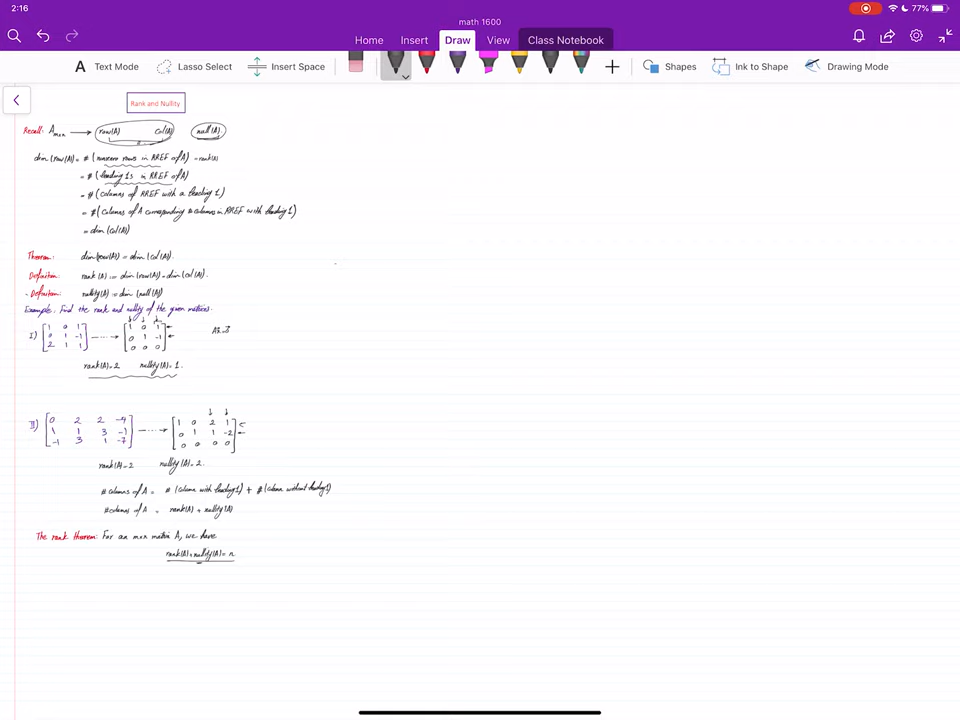 2:16
77%
math 1600
Home Insert Draw View Class Notebook
Text Mode Lasso Select Insert Space Shapes Ink to Shape Drawing Mode
Rank and Nullity
Recall: A m×n → row(A) Col(A) null(A)
=
dim(row(A)) = #(nonzero rows in RREF of A) = rank(A)
= #(leading 1s in RREF of A)
= #(columns of RREF with a leading 1)
= #(columns of A corresponding to columns in RREF with leading 1)
= dim(col(A))
Theorem: dim(row(A)) = dim(col(A)).
Definition: rank(A) := dim(row(A)) = dim(col(A)).
Definition: nullity(A) := dim(null(A))
Example: Find the rank and nullity of the given matrices.
I) [1 0 1 ... → [1 0 1 ←
0 1 -1 0 1 -1 ←
2 1 1] 0 0 0]
rank(A)=2 nullity(A)=1.
II) [0 2 2 -4 ... → [1 0 2 1 ←
1 1 3 -1 0 1 1 -2 ←
-1 3 1 -7] 0 0 0 0]
rank(A)=2 nullity(A)=2.
# columns of A = #(column with leading 1) + #(column without leading 1)
# columns of A = rank(A) + nullity(A)
The rank theorem: For an m×n matrix A, we have
rank(A) + nullity(A) = n